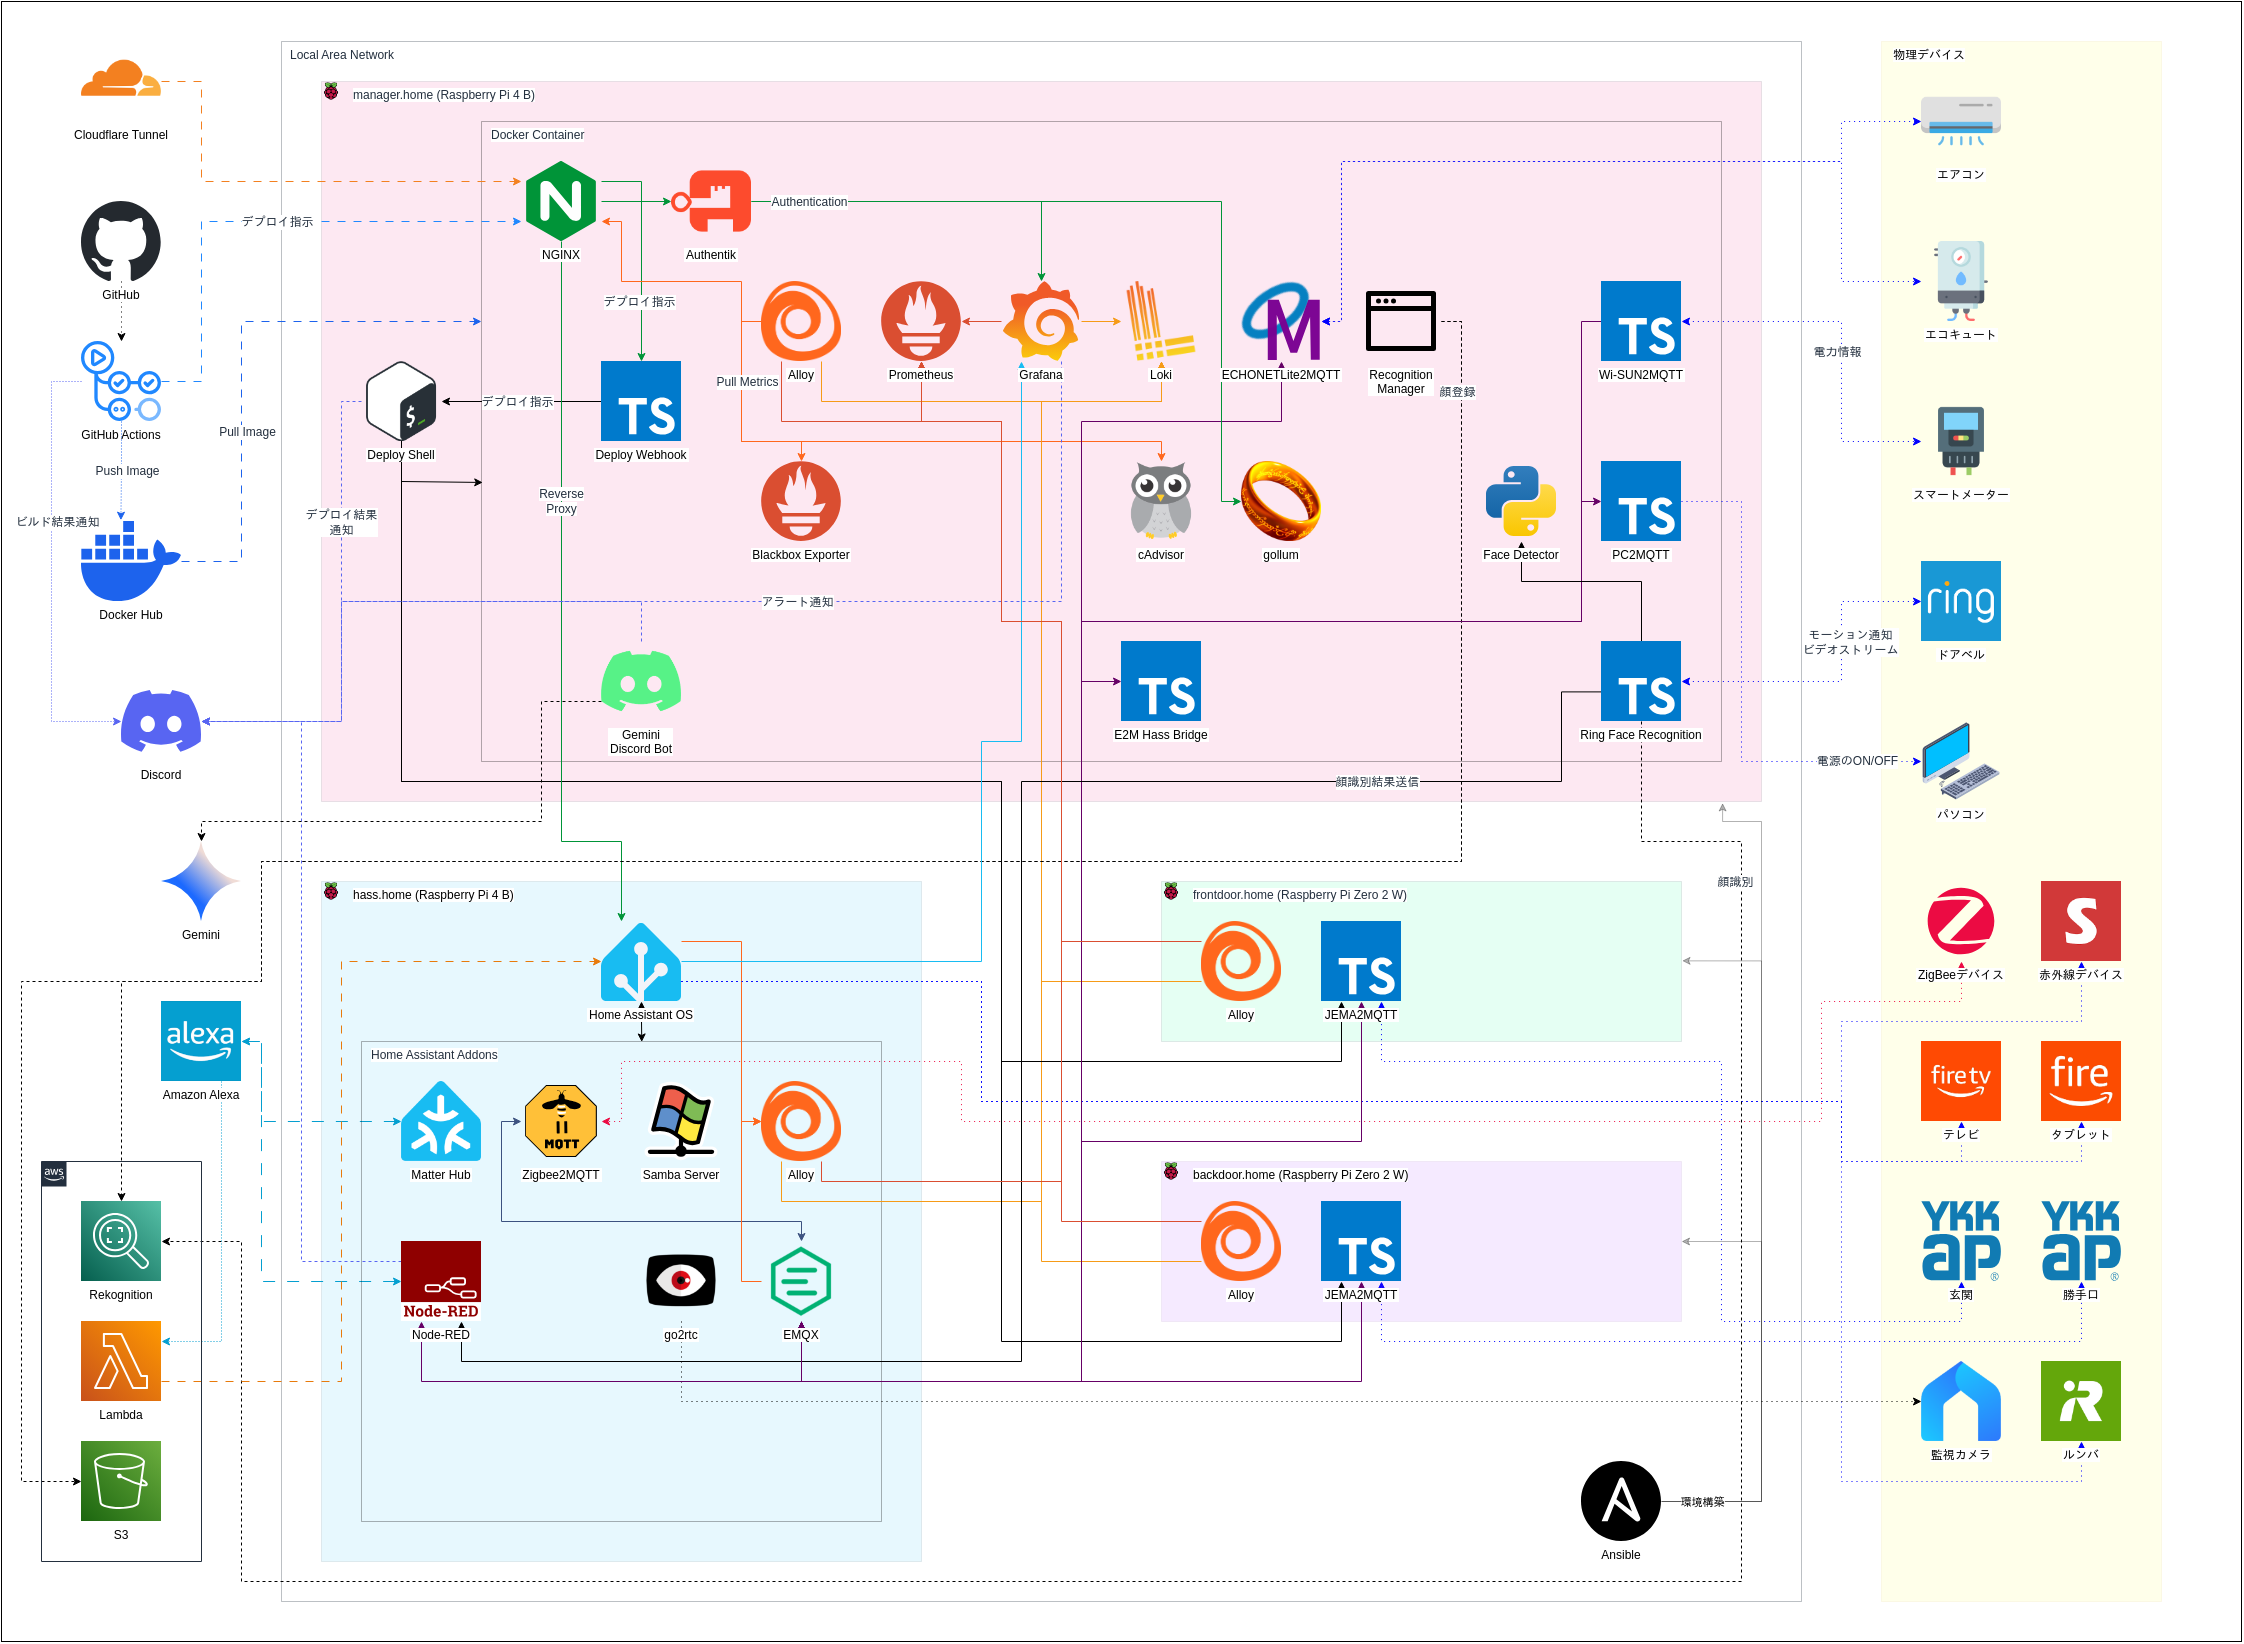 Local Area Network
物理デバイス
manager.home (Raspberry Pi 4 B)
Cloudflare Tunnel
Docker Container
エアコン
Authentication
デプロイ指示
NGINX
Authentik
GitHub
デプロイ指示
エコキュート
電力情報
TS
Pull Metrics
Alloy
Prometheus
Grafana
Loki
M
ECHONETLite2MQTT
Recognition
Manager
顔登録
Wi-SUN2MQTT
デプロイ指示
TS
Pull Image
GitHub Actions
Deploy Shell
Deploy Webhook
Push Image
スマートメーター
Reverse
Proxy
デプロイ結果
通知
ビルド結果通知
TS
Blackbox Exporter
cAdvisor
gollum
Face Detector
PC2MQTT
アラート通知
Docker Hub
ring
モーション通知
ビデオストリーム
ドアベル
TS
TS
Gemini
Discord Bot
E2M Hass Bridge
Ring Face Recognition
電源のON/OFF
Discord
顔識別結果送信
パソコン
顔識別
hass.home (Raspberry Pi 4 B)
frontdoor.home (Raspberry Pi Zero 2 W)
Gemini
TS
ZigBeeデバイス
赤外線デバイス
Home Assistant OS
Alloy
JEMA2MQTT
alexa
Home Assistant Addons
fire tv
fire
Amazon Alexa
MQTT
テレビ
タブレット
aws
Matter Hub
Zigbee2MQTT
Samba Server
Alloy
backdoor.home (Raspberry Pi Zero 2 W)
YKK
ap®
YKK
ap®
TS
Rekognition
Node-RED
Alloy
JEMA2MQTT
玄関
勝手口
Node-RED
go2rtc
EMQX
Lambda
監視カメラ
ルンバ
環境構築
S3
Ansible